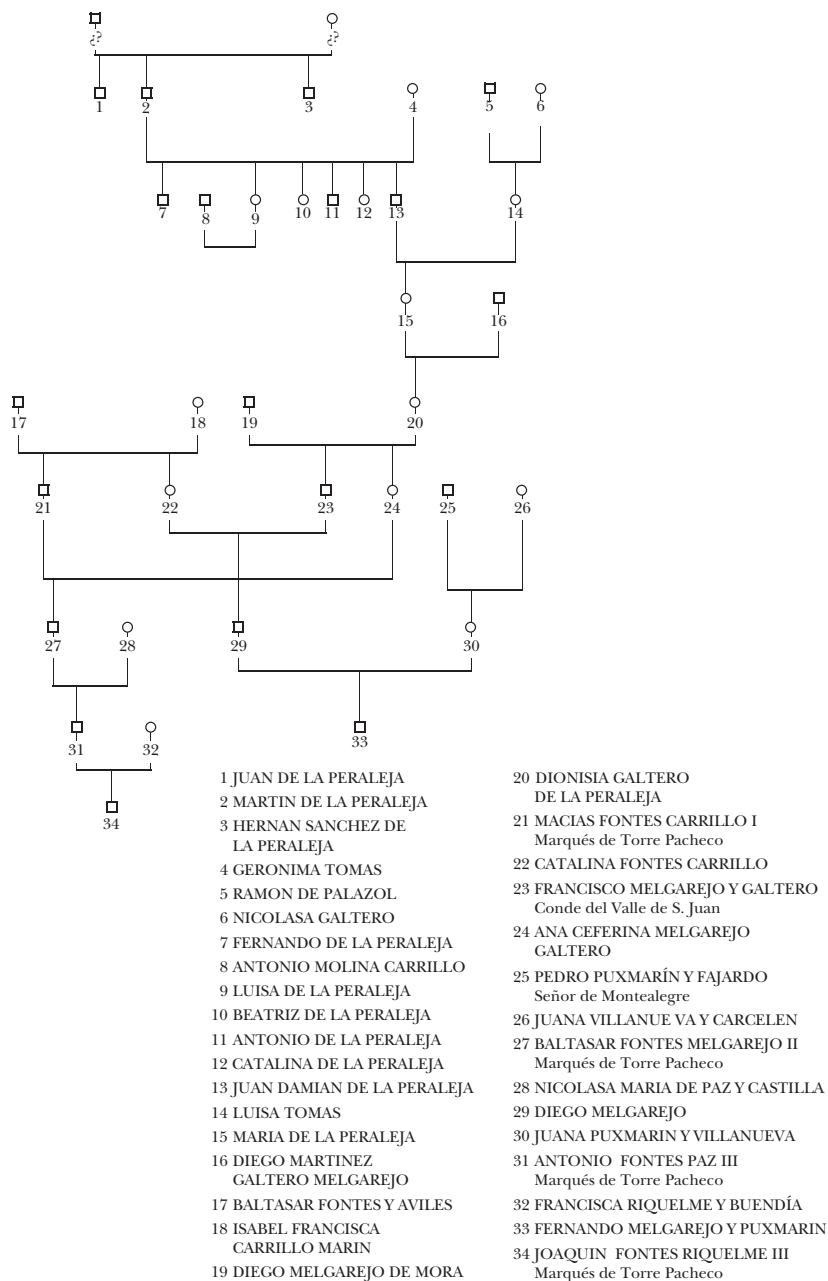 ¿?
¿?
1
2
3
4
5
6
7
8
9
10
11
12
13
14
15
16
17
18
19
20
21
22
23
24
25
26
27
28
29
30
31
32
33
34
1 JUAN DE LA PERALEJA
2 MARTIN DE LA PERALEJA
3 HERNAN SANCHEZ DE
LA PERALEJA
4 GERONIMA TOMAS
5 RAMON DE PALAZOL
6 NICOLASA GALTERO
7 FERNANDO DE LA PERALEJA
8 ANTONIO MOLINA CARRILLO
9 LUISA DE LA PERALEJA
10 BEATRIZ DE LA PERALEJA
11 ANTONIO DE LA PERALEJA
12 CATALINA DE LA PERALEJA
13 JUAN DAMIAN DE LA PERALEJA
14 LUISA TOMAS
15 MARIA DE LA PERALEJA
16 DIEGO MARTINEZ
GALTERO MELGAREJO
17 BALTASAR FONTES Y AVILES
18 ISABEL FRANCISCA
CARRILLO MARIN
19 DIEGO MELGAREJO DE MORA
20 DIONISIA GALTERO
DE LA PERALEJA
21 MACIAS FONTES CARRILLO I
Marqués de Torre Pacheco
22 CATALINA FONTES CARRILLO
23 FRANCISCO MELGAREJO Y GALTERO
Conde del Valle de S. Juan
24 ANA CEFERINA MELGAREJO
GALTERO
25 PEDRO PUXMARÍN Y FAJARDO
Señor de Montealegre
26 JUANA VILLANUE VA Y CARCELEN
27 BALTASAR FONTES MELGAREJO II
Marqués de Torre Pacheco
28 NICOLASA MARIA DE PAZ Y CASTILLA
29 DIEGO MELGAREJO
30 JUANA PUXMARIN Y VILLANUEVA
31 ANTONIO FONTES PAZ III
Marqués de Torre Pacheco
32 FRANCISCA RIQUELME Y BUENDÍA
33 FERNANDO MELGAREJO Y PUXMARIN
34 JOAQUIN FONTES RIQUELME III
Marqués de Torre Pacheco